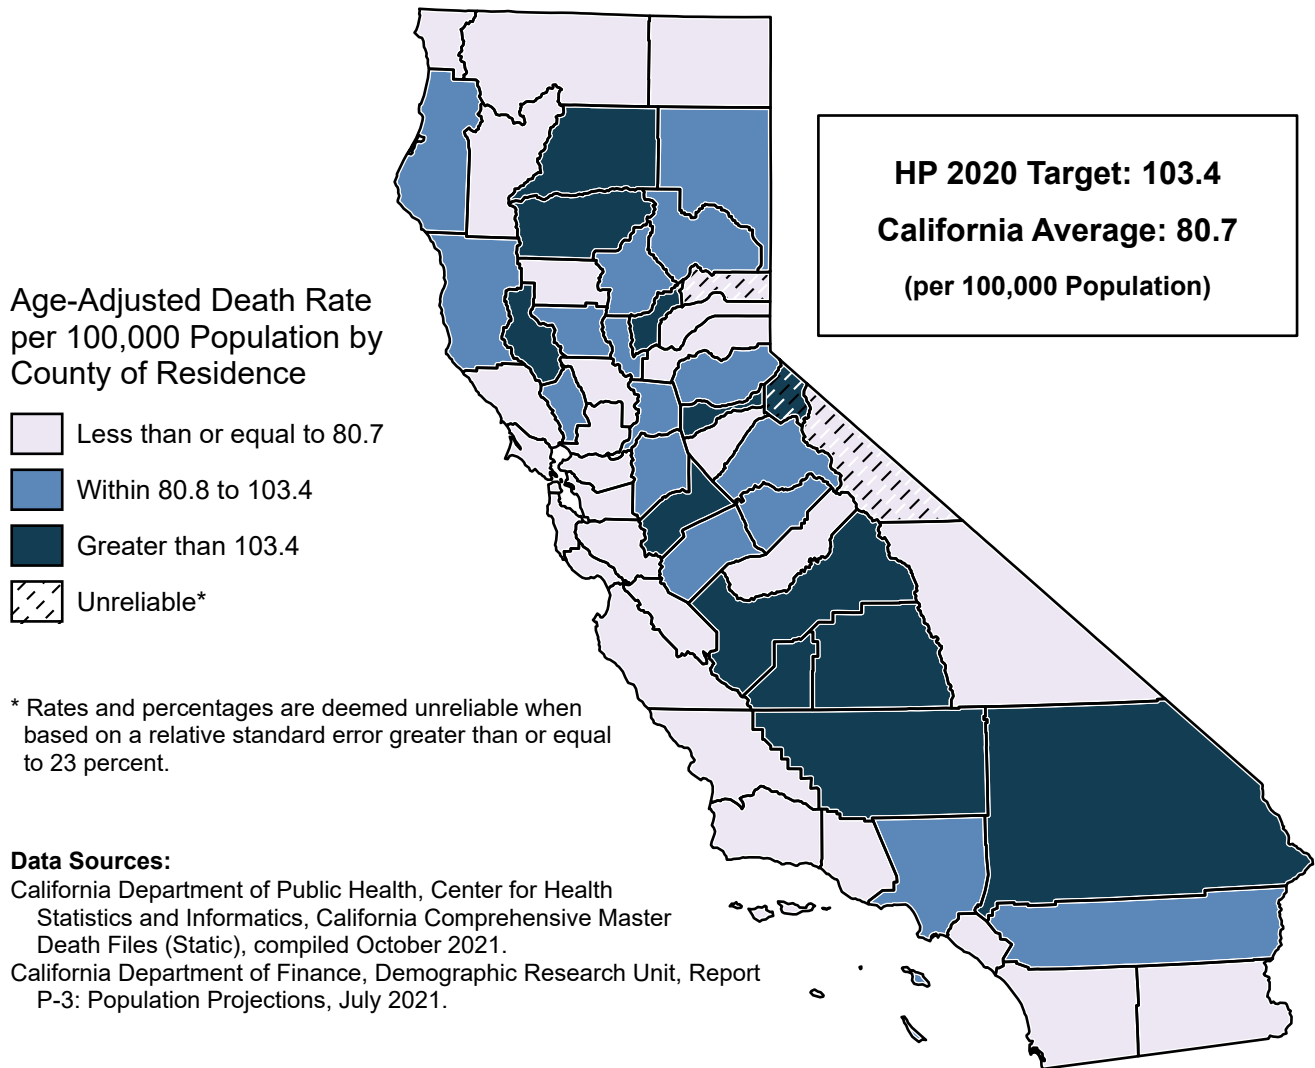 HP 2020 Target: 103.4
California Average: 80.7
(per 100,000 Population)
Age-Adjusted Death Rate
per 100,000 Population by
County of Residence
Less than or equal to 80.7
Within 80.8 to 103.4
Greater than 103.4
Unreliable*
* Rates and percentages are deemed unreliable when
based on a relative standard error greater than or equal
to 23 percent.
Data Sources:
California Department of Public Health, Center for Health
Statistics and Informatics, California Comprehensive Master
Death Files (Static), compiled October 2021.
California Department of Finance, Demographic Research Unit, Report
P-3: Population Projections, July 2021.